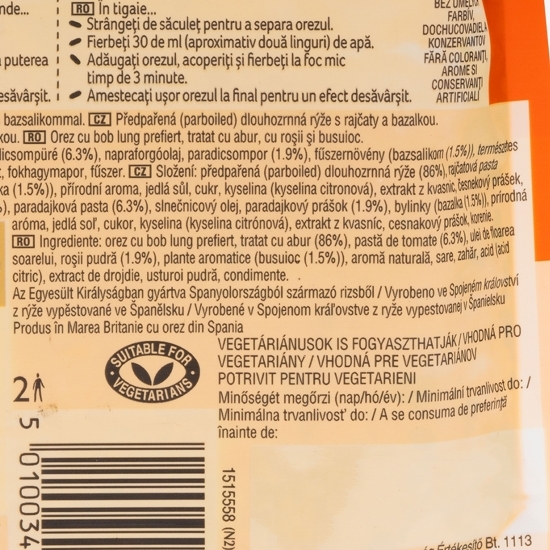 nde...
RO În tigaie...
Strângeți de săculeț pentru a separa orezul.
Fierbeți 30 de ml (aproximativ două linguri) de apă.
a puterea
Adăugați orezul, acoperiți și fierbeți la foc mic
timp de 3 minute.
esăvârșit.
Amestecați ușor orezul la final pentru un efect desăvârșit.
BEZ UMĚLÝCH
FARBIV,
DOCHUCOVADIEL A
KONZERVANTOV
FĂRĂ COLORANȚI,
AROME SI
CONSERVANȚI
ARTIFICIALI
bazsalikommal. CZ Předpařená (parboiled) dlouhozrnná rýže s rajčaty a bazalkou.
kou. RO Orez cu bob lung prefiert, tratat cu abur, cu roșii și busuioc.
dicsompüré (6.3%), napraforgóolaj, paradicsompor (1.9%), fűszernövény (bazsalikom (1.5%)), természetes
, fokhagymapor, fűszer. CZ Složení: předpařená (parboiled) dlouhozrnná rýže (86%), rajčatová pasta
ka (1.5%)), přírodní aroma, jedlá sůl, cukr, kyselina (kyselina citronová), extrakt z kvasnic, česnekový prášek,
), paradajková pasta (6.3%), slnečnicový olej, paradajkový prášok (1.9%), bylinky (bazalka (1.5%)), prírodná
aróma, jedlá soľ, cukor, kyselina (kyselina citrónová), extrakt z kvasníc, cesnakový prášok, korenie.
RO Ingrediente: orez cu bob lung prefiert, tratat cu abur (86%), pastă de tomate (6.3%), ulei de floarea
soarelui, roșii pudră (1.9%), plante aromatice (busuioc (1.5%)), aromă naturală, sare, zahăr, acid (acid
citric), extract de drojdie, usturoi pudră, condimente.
Az Egyesült Királyságban gyártva Spanyolországból származó rizsből / Vyrobeno ve Spojeném království
z rýže vypěstované ve Španělsku / Vyrobené v Spojenom kráľovstve z ryže vypestovanej v Španielsku
Produs în Marea Britanie cu orez din Spania
SUITABLE FOR
VEGETARIANS
VEGETÁRIÁNUSOK IS FOGYASZTHATJÁK / VHODNÁ PRO
VEGETARIÁNY / VHODNÁ PRE VEGETARIÁNOV
POTRIVIT PENTRU VEGETARIENI
Minőségét megőrzi (nap/hó/év): / Minimální trvanlivost do: /
Minimálna trvanlivosť do: / A se consuma de preferință
înainte de:
2
5 010034
1515558 (N2)
Értékesítő Bt. 1113